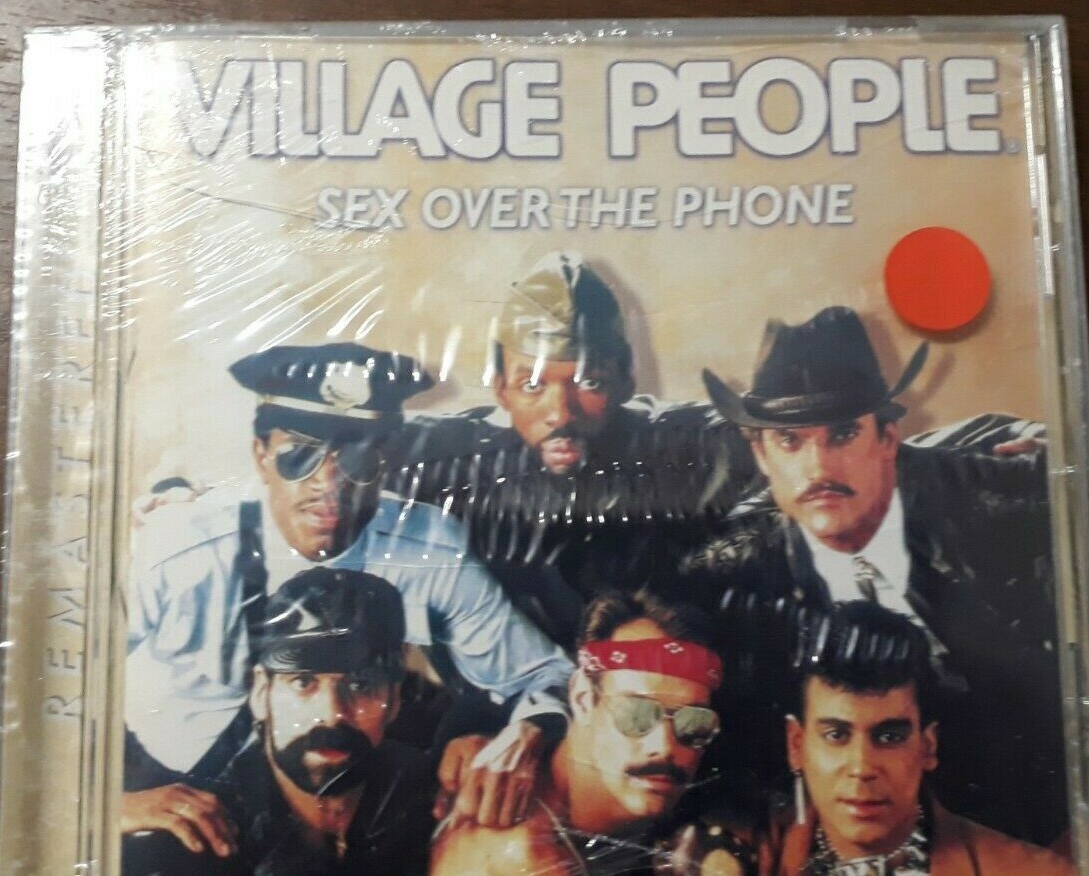 VILLAGE PEOPLE®
SEX OVER THE PHONE
REMASTERED